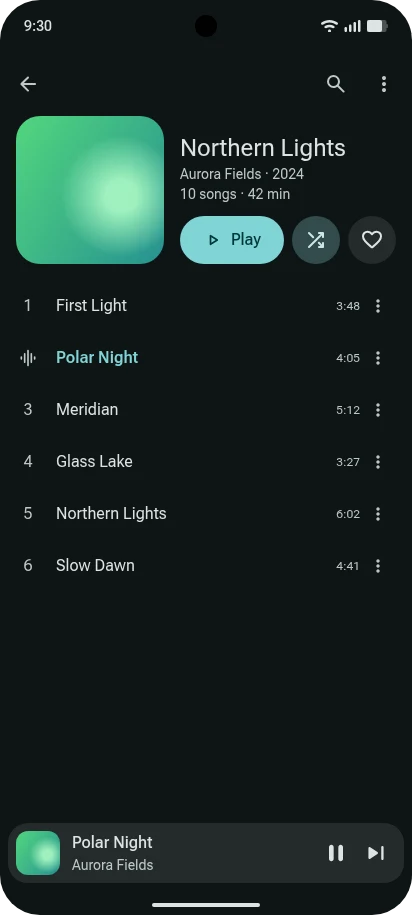 9:30
Northern Lights
Aurora Fields · 2024
10 songs · 42 min
Play
1 First Light 3:48
Polar Night 4:05
3 Meridian 5:12
4 Glass Lake 3:27
5 Northern Lights 6:02
6 Slow Dawn 4:41
Polar Night
Aurora Fields